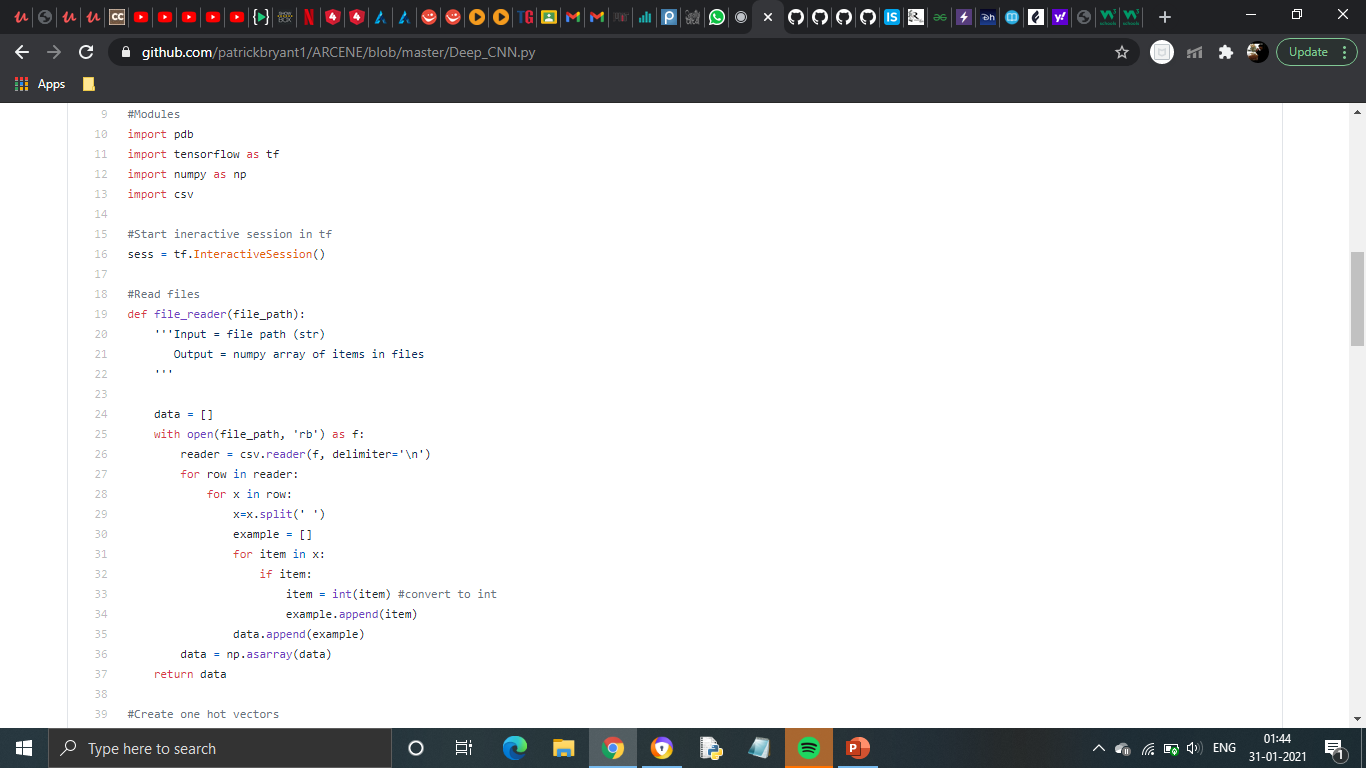 github.com/patrickbryant1/ARCENE/blob/master/Deep_CNN.py
Update
Apps
9 #Modules
10 import pdb
11 import tensorflow as tf
12 import numpy as np
13 import csv
14
15 #Start ineractive session in tf
16 sess = tf.InteractiveSession()
17
18 #Read files
19 def file_reader(file_path):
20 '''Input = file path (str)
21 Output = numpy array of items in files
22 '''
23
24 data = []
25 with open(file_path, 'rb') as f:
26 reader = csv.reader(f, delimiter='\n')
27 for row in reader:
28 for x in row:
29 x=x.split(' ')
30 example = []
31 for item in x:
32 if item:
33 item = int(item) #convert to int
34 example.append(item)
35 data.append(example)
36 data = np.asarray(data)
37 return data
38
39 #Create one hot vectors
Type here to search
ENG
01:44
31-01-2021
1